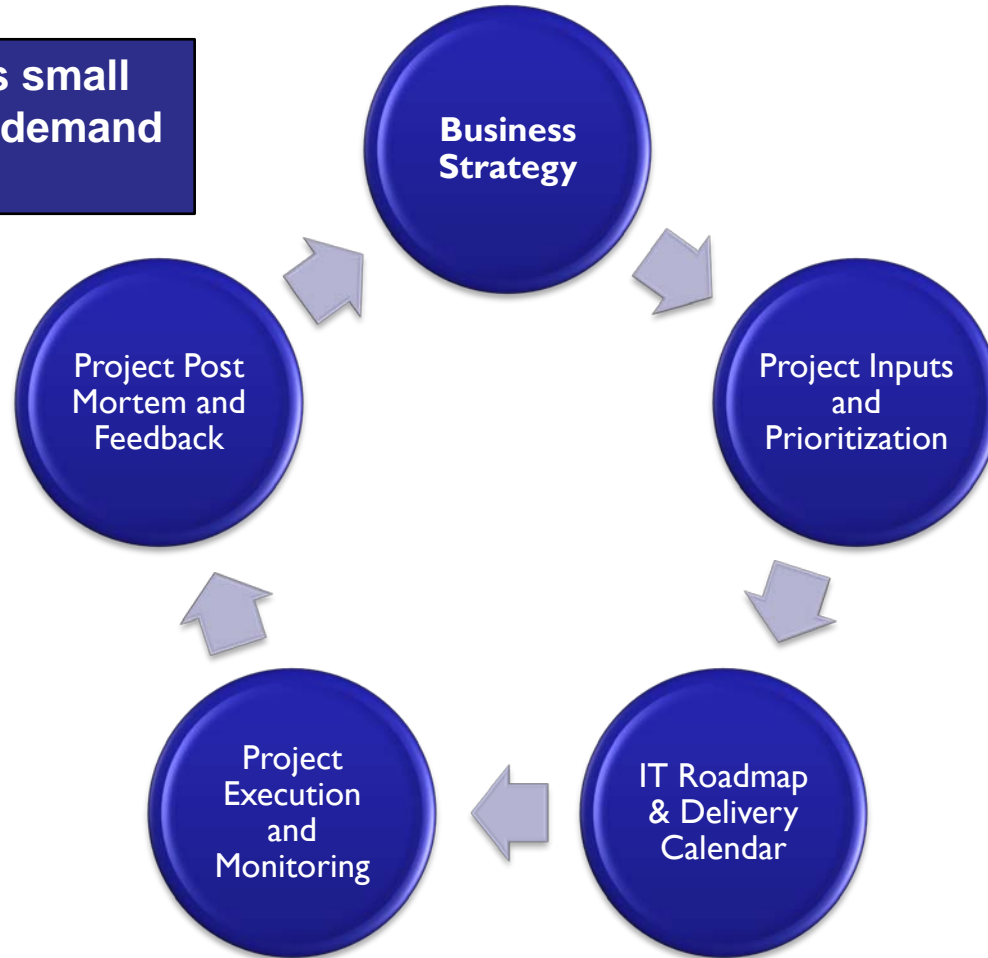 s small
demand
Business
Strategy
Project Inputs
and
Prioritization
IT Roadmap
& Delivery
Calendar
Project
Execution
and
Monitoring
Project Post
Mortem and
Feedback